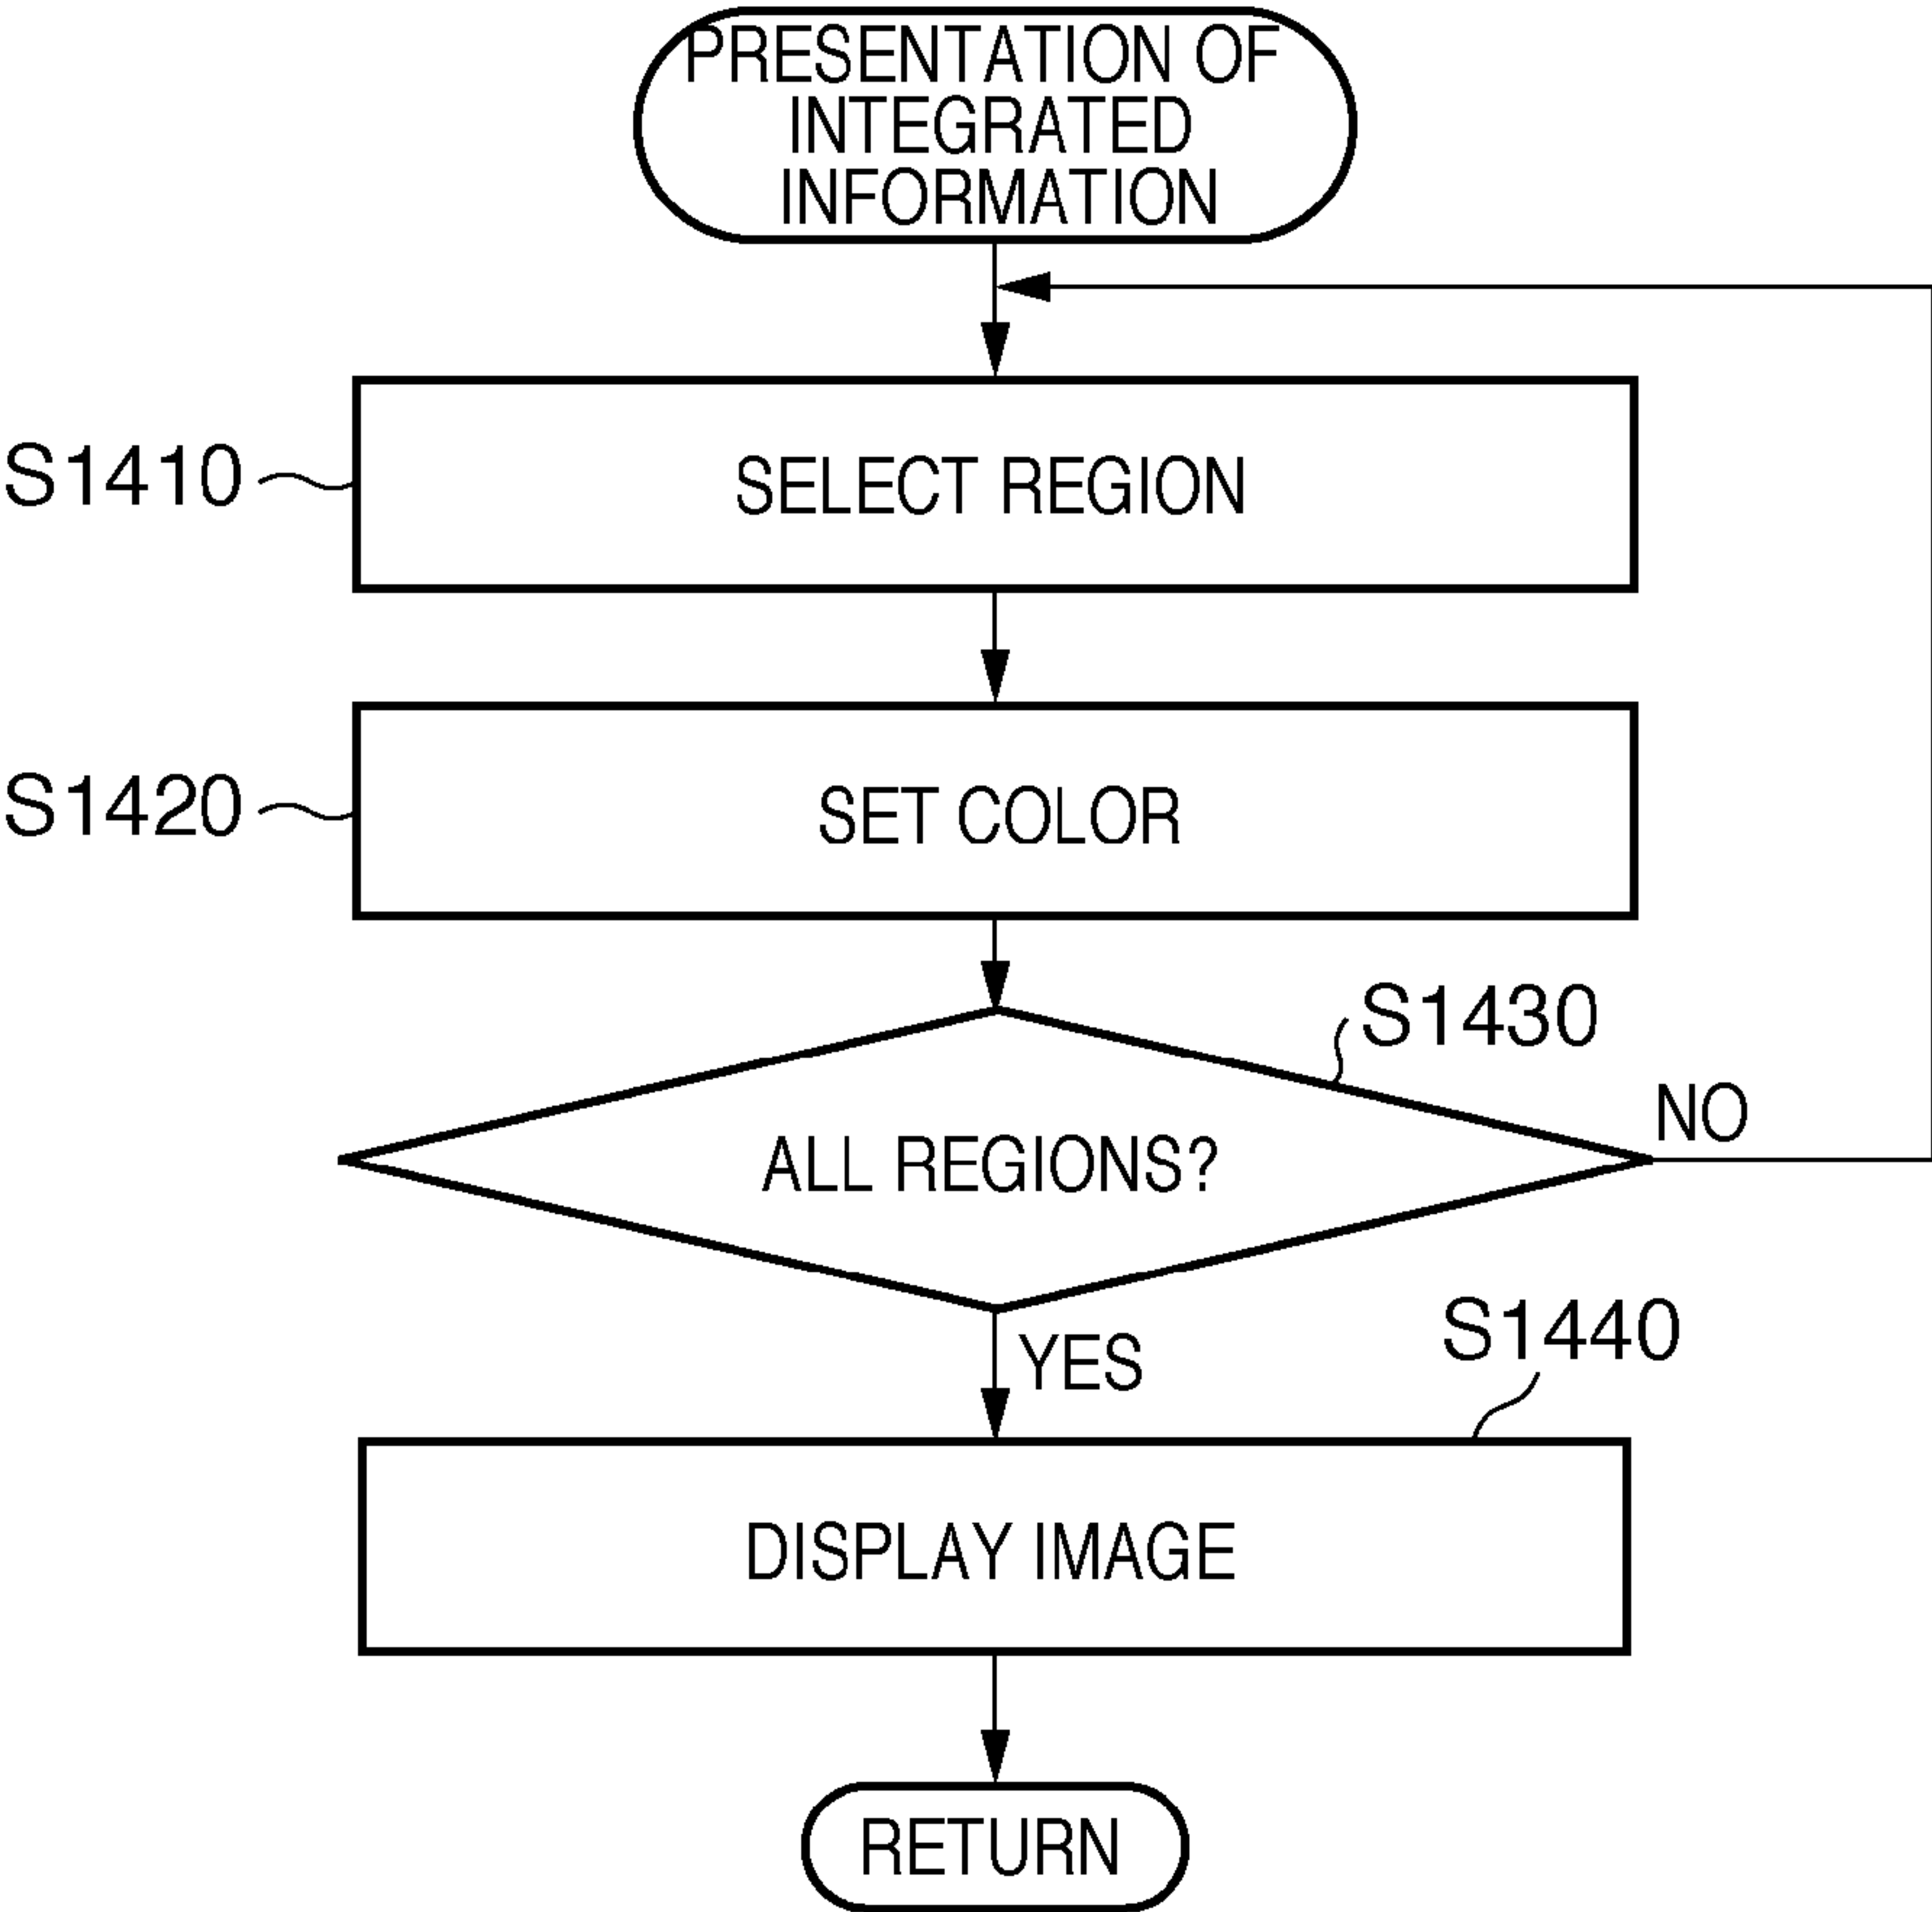 PRESENTATION OF
INTEGRATED
INFORMATION
S1410
SELECT REGION
S1420
SET COLOR
S1430
NO
ALL REGIONS?
YES
S1440
DISPLAY IMAGE
RETURN